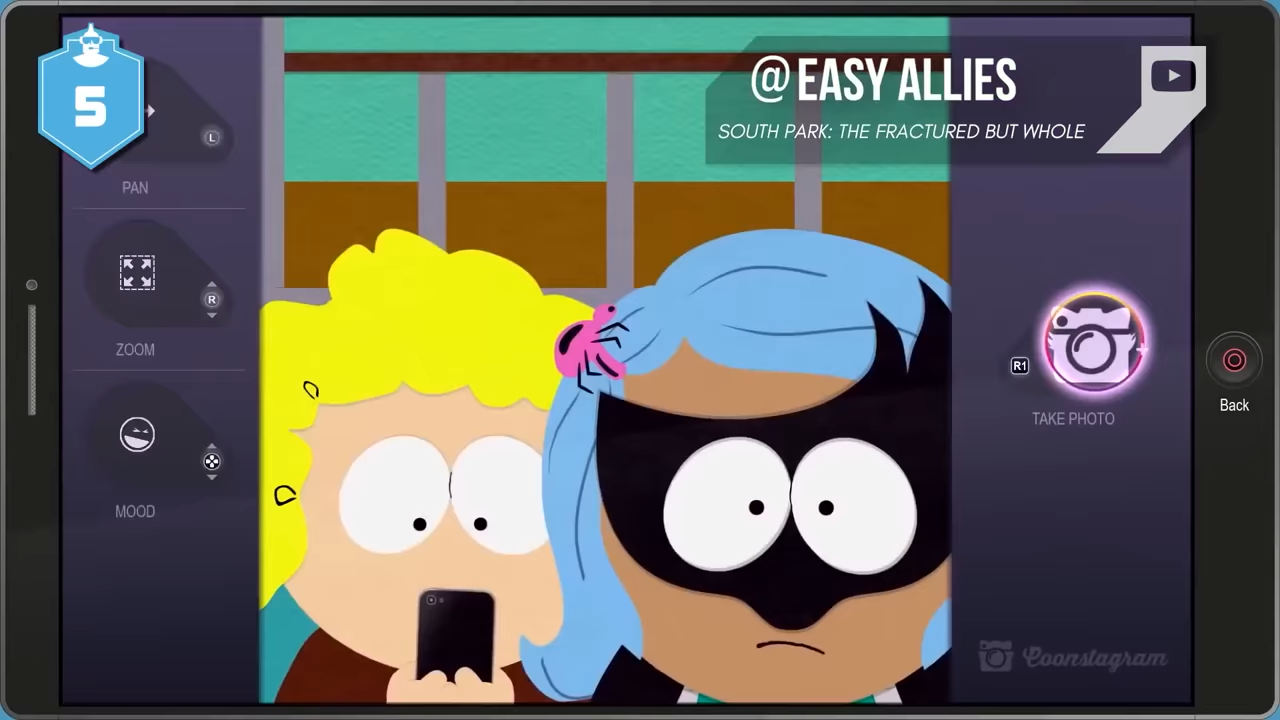 5
@EASY ALLIES
SOUTH PARK: THE FRACTURED BUT WHOLE
L
PAN
R
ZOOM
MOOD
R1
TAKE PHOTO
Back
Coonstagram